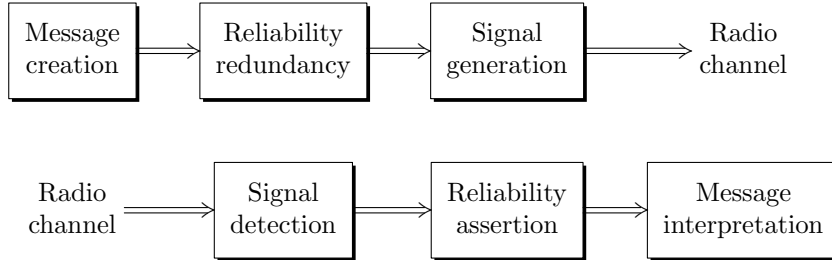 Message
creation
Reliability
redundancy
Signal
generation
Radio
channel
Radio
channel
Signal
detection
Reliability
assertion
Message
interpretation